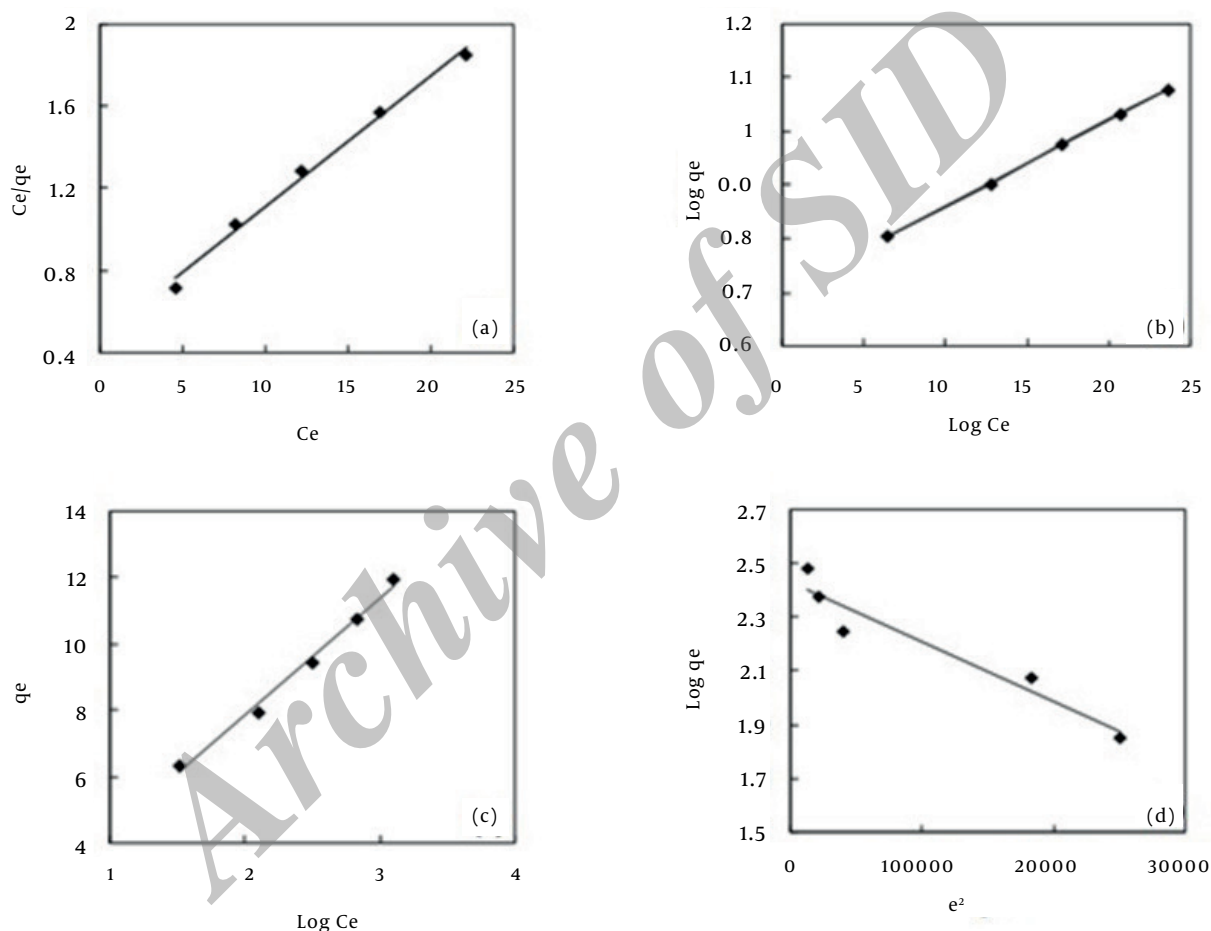 2
1.6
1.2
0.8
0.4
Ce/qe
(a)
0 5 10 15 20 25
Ce
1.2
1.1
1
0.0
0.8
0.7
0.6
Log qe
(b)
0 5 10 15 20 25
Log Ce
14
12
10
8
6
4
qe
(c)
1 2 3 4
Log Ce
2.7
2.5
2.3
2.1
1.9
1.7
1.5
Log qe
(d)
0 100000 20000 30000
e²
Archive of SID